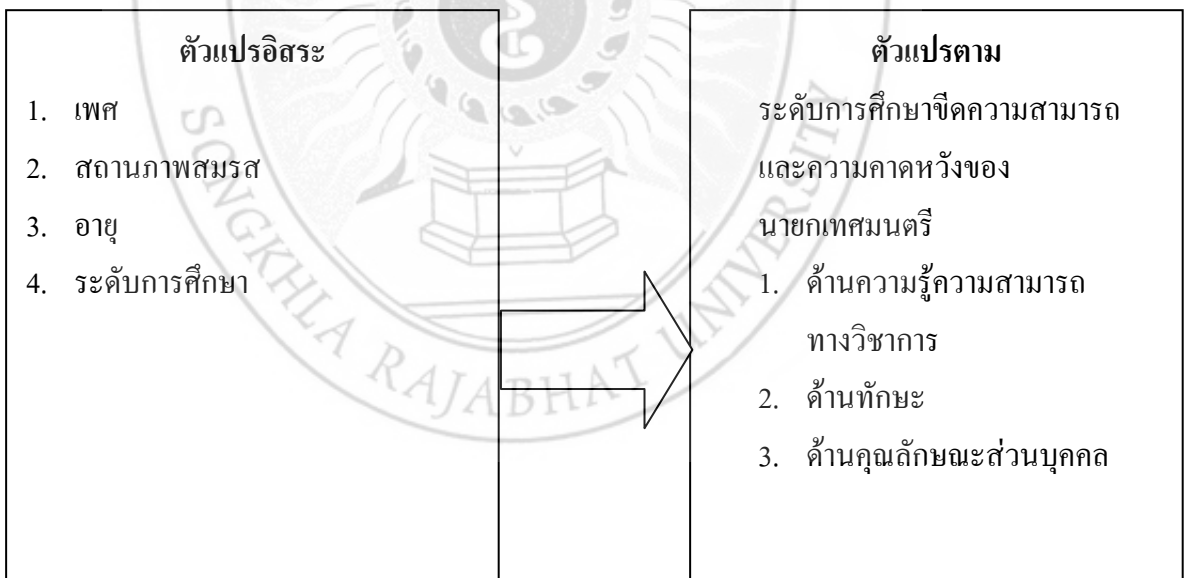 ตัวแปรอิสระ
1. เพศ
2. สถานภาพสมรส
3. อายุ
4. ระดับการศึกษา
ตัวแปรตาม
ระดับการศึกษาขีดความสามารถ
และความคาดหวังของ
นายกเทศมนตรี
1. ด้านความรู้ความสามารถ
ทางวิชาการ
2. ด้านทักษะ
3. ด้านคุณลักษณะส่วนบุคคล
SONGKHLA RAJABHAT UNIVERSITY